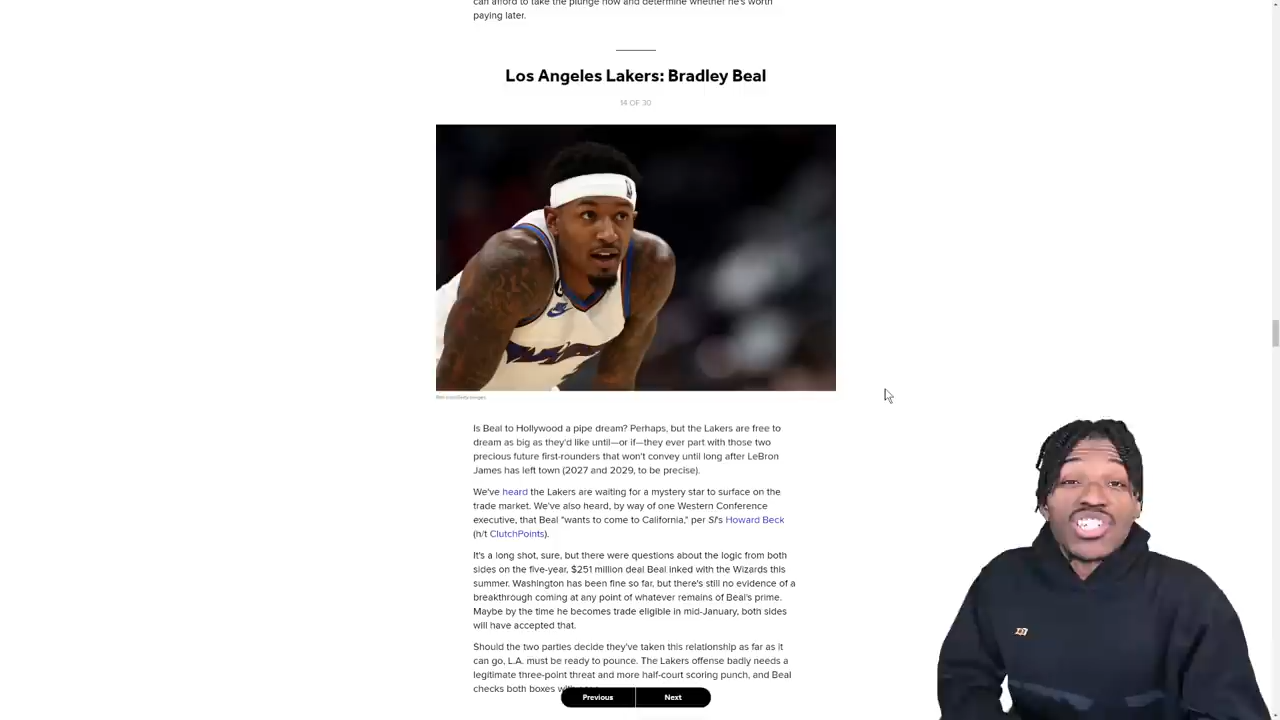 can afford to take the plunge now and determine whether he's worth
paying later.
Los Angeles Lakers: Bradley Beal
14 OF 30
Is Beal to Hollywood a pipe dream? Perhaps, but the Lakers are free to
dream as big as they'd like until—or if—they ever part with those two
precious future first-rounders that won't convey until long after LeBron
James has left town (2027 and 2029, to be precise).
We've heard the Lakers are waiting for a mystery star to surface on the
trade market. We've also heard, by way of one Western Conference
executive, that Beal "wants to come to California," per SI's Howard Beck
(h/t ClutchPoints).
It's a long shot, sure, but there were questions about the logic from both
sides on the five-year, $251 million deal Beal inked with the Wizards this
summer. Washington has been fine so far, but there's still no evidence of a
breakthrough coming at any point of whatever remains of Beal's prime.
Maybe by the time he becomes trade eligible in mid-January, both sides
will have accepted that.
Should the two parties decide they've taken this relationship as far as it
can go, L.A. must be ready to pounce. The Lakers offense badly needs a
legitimate three-point threat and more half-court scoring punch, and Beal
checks both boxes
Previous
Next